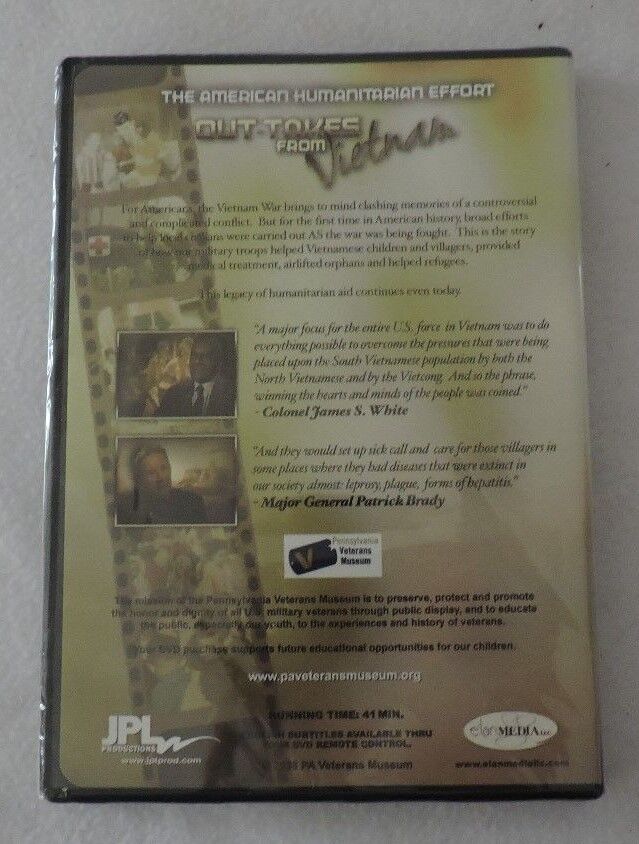 THE AMERICAN HUMANITARIAN EFFORT
OUT-TAKES
FROM Vietnam
For Americans, the Vietnam War brings to mind clashing memories of a controversial
and complicated conflict. But for the first time in American history, broad efforts
to help local civilians were carried out AS the war was being fought. This is the story
of how our military troops helped Vietnamese children and villagers, provided
medical treatment, airlifted orphans and helped refugees.
This legacy of humanitarian aid continues even today.
"A major focus for the entire U.S. force in Vietnam was to do
everything possible to overcome the pressures that were being
placed upon the South Vietnamese population by both the
North Vietnamese and by the Vietcong. And so the phrase,
winning the hearts and minds of the people was coined."
- Colonel James S. White
"And they would set up sick call and care for those villagers in
some places where they had diseases that were extinct in
our society almost: leprosy, plague, forms of hepatitis."
- Major General Patrick Brady
V
Pennsylvania
Veterans
Museum
The mission of the Pennsylvania Veterans Museum is to preserve, protect and promote
the honor and dignity of all U.S. military veterans through public display, and to educate
the public, especially our youth, to the experiences and history of veterans.
Your DVD purchase supports future educational opportunities for our children.
www.paveteransmuseum.org
RUNNING TIME: 41 MIN.
SUBTITLES AVAILABLE THRU
YOUR DVD REMOTE CONTROL.
PA Veterans Museum
JPL
PRODUCTIONS
www.jplprod.com
elanMEDIA LLC
www.elanmediallc.com